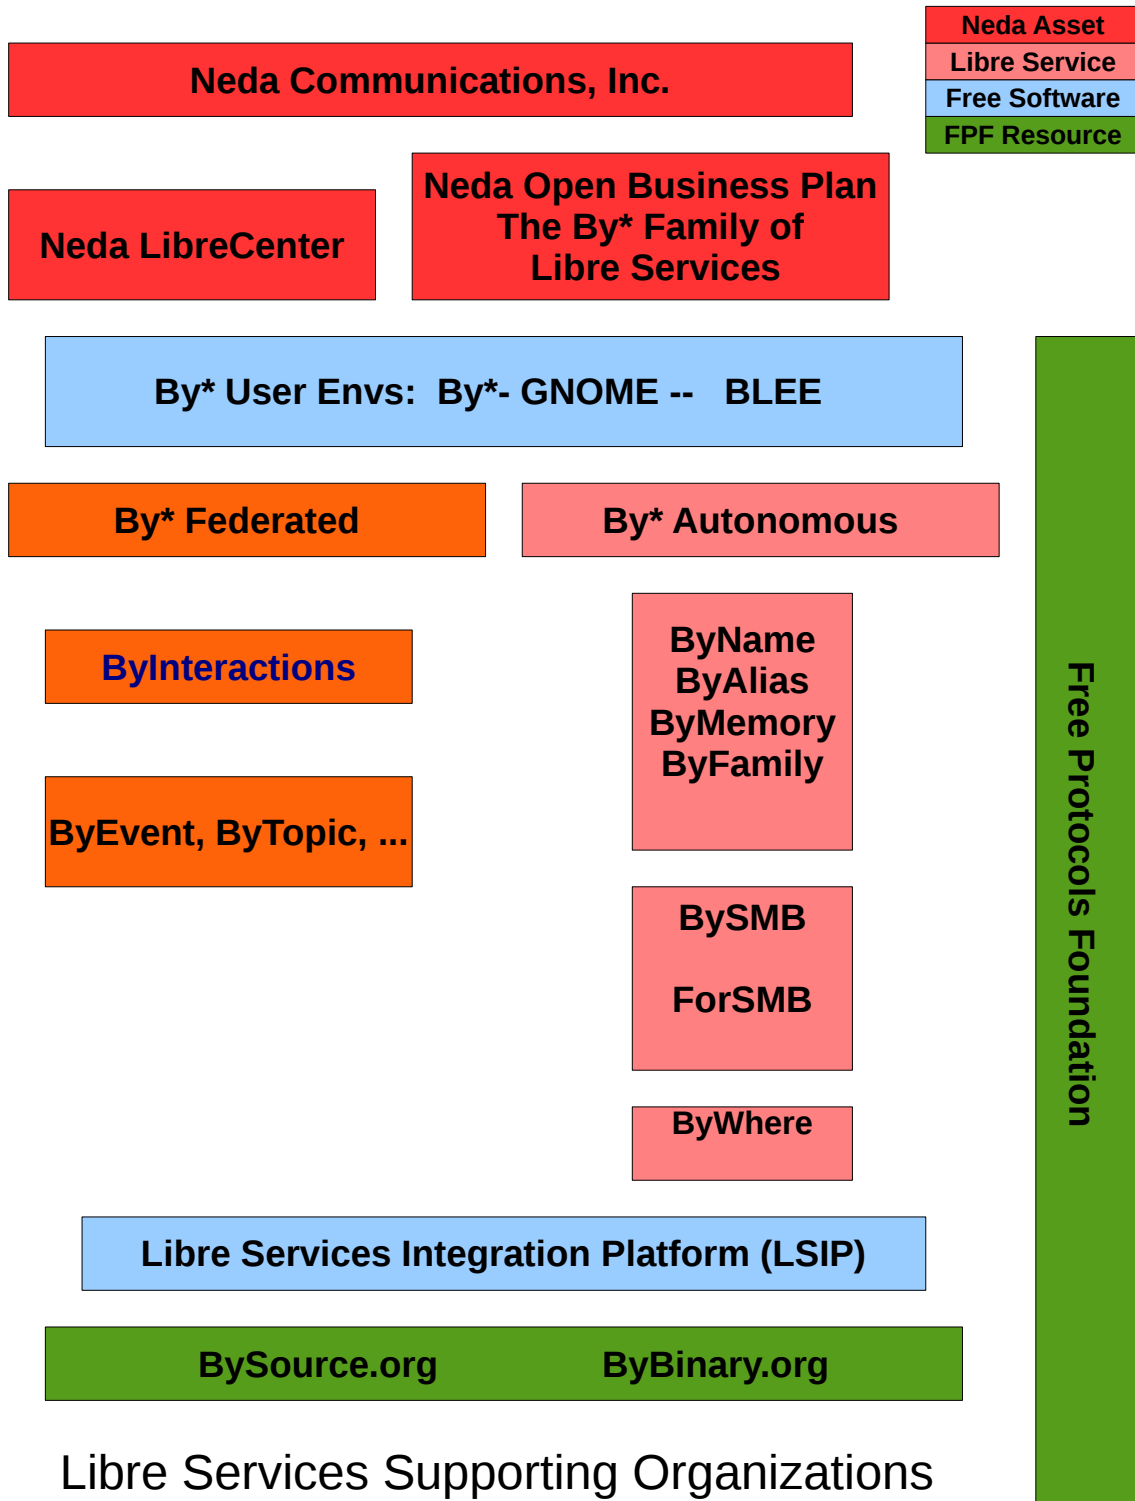 Neda Asset
Libre Service
Free Software
FPF Resource
Neda Communications, Inc.
Neda LibreCenter
Neda Open Business Plan
The By* Family of
Libre Services
By* User Envs:  By*- GNOME --   BLEE
By* Federated
By* Autonomous
ByInteractions
ByEvent, ByTopic, ...
ByName
ByAlias
ByMemory
ByFamily
BySMB
ForSMB
ByWhere
Libre Services Integration Platform (LSIP)
BySource.org
ByBinary.org
Free Protocols Foundation
Libre Services Supporting Organizations